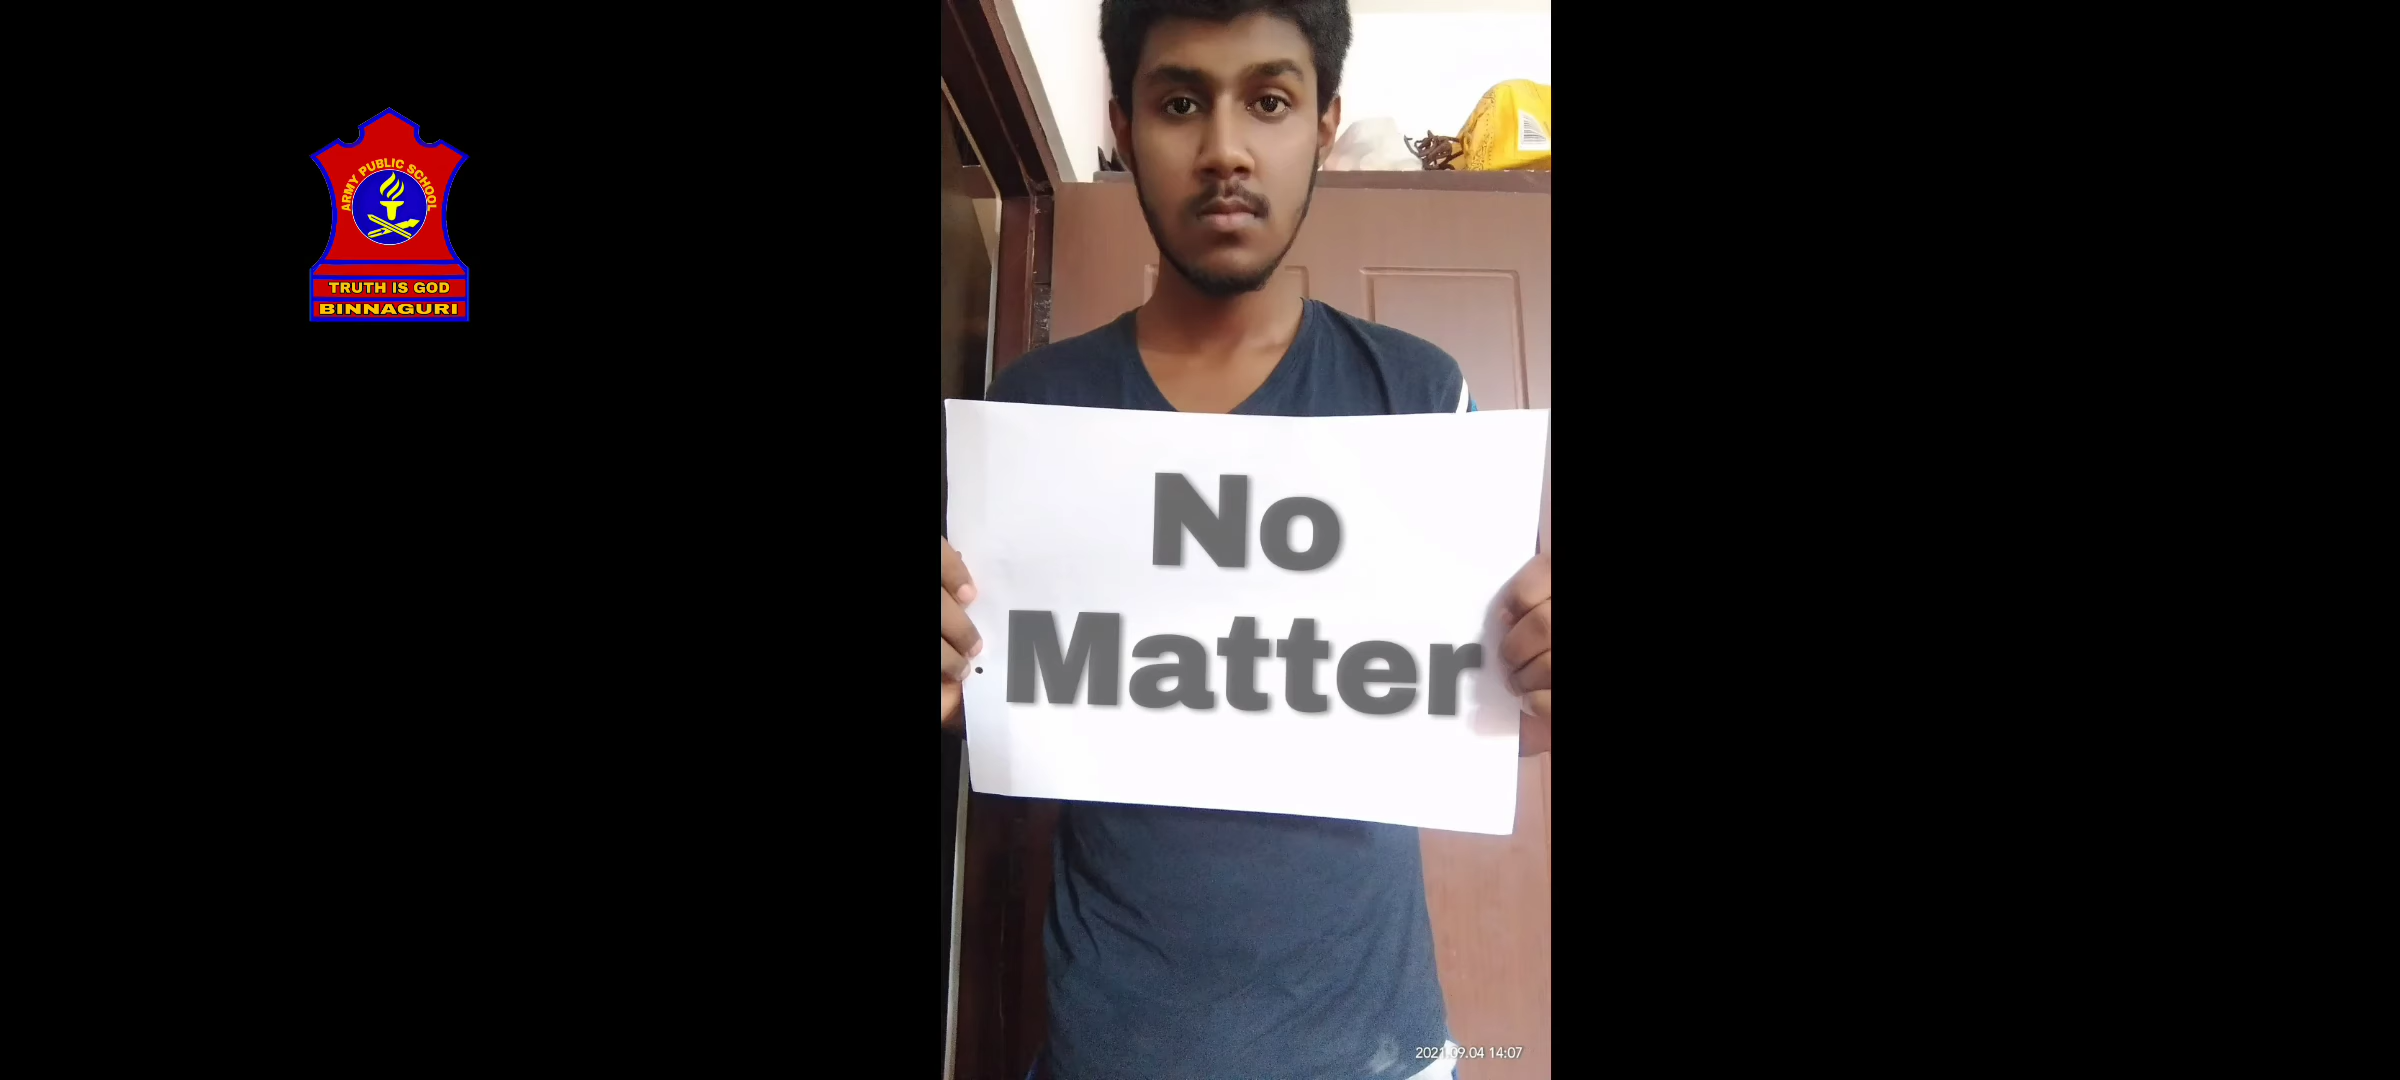 ARMY PUBLIC SCHOOL
TRUTH IS GOD
BINNAGURI
No
Matter
2021.09.04 14:07